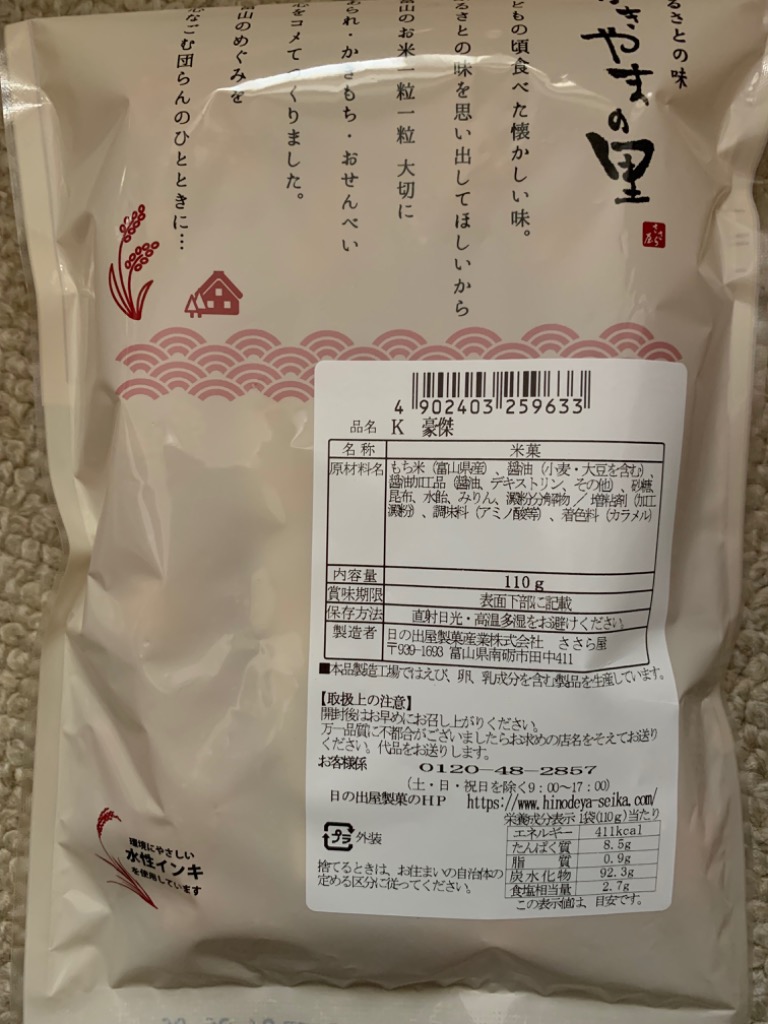 るさとの味
きやまの里
ささら屋
どもの頃食べた懐かしい味。
るさとの味を思い出してほしいから
山のお米一粒一粒 大切に
られ・かきもち・おせんべい
をコメてつくりました。
山のめぐみを
なごむ団らんのひとときに…
4 902403 259633
品名 K 豪傑
名称 米菓
原材料名 もち米（富山県産）、醤油（小麦・大豆を含む）、
醤油加工品（醤油、デキストリン、その他）、砂糖、
昆布、水飴、みりん、澱粉分解物／増粘剤（加工
澱粉）、調味料（アミノ酸等）、着色料（カラメル）
内容量 110g
賞味期限 表面下部に記載
保存方法 直射日光・高温多湿をお避けください
製造者 日の出屋製菓産業株式会社 ささら屋
〒939-1693 富山県南砺市田中411
■本品製造工場ではえび、卵、乳成分を含む製品を生産しています。
【取扱上の注意】
開封後はお早めにお召し上がりください。
万一品質に不都合がございましたらお求めの店名をそえてお送り
ください。代品をお送りします。
お客様係 0120-48-2857
（土・日・祝日を除く9：00～17：00）
日の出屋製菓のHP https://www.hinodeya-seika.com/
栄養成分表示 1袋(110g)当たり
エネルギー 411kcal
たんぱく質 8.5g
脂質 0.9g
炭水化物 92.3g
食塩相当量 2.7g
この表示値は、目安です。
プラ 外装
捨てるときは、お住まいの自治体の
定める区分に従ってください。
環境にやさしい
水性インキ
を使用しています